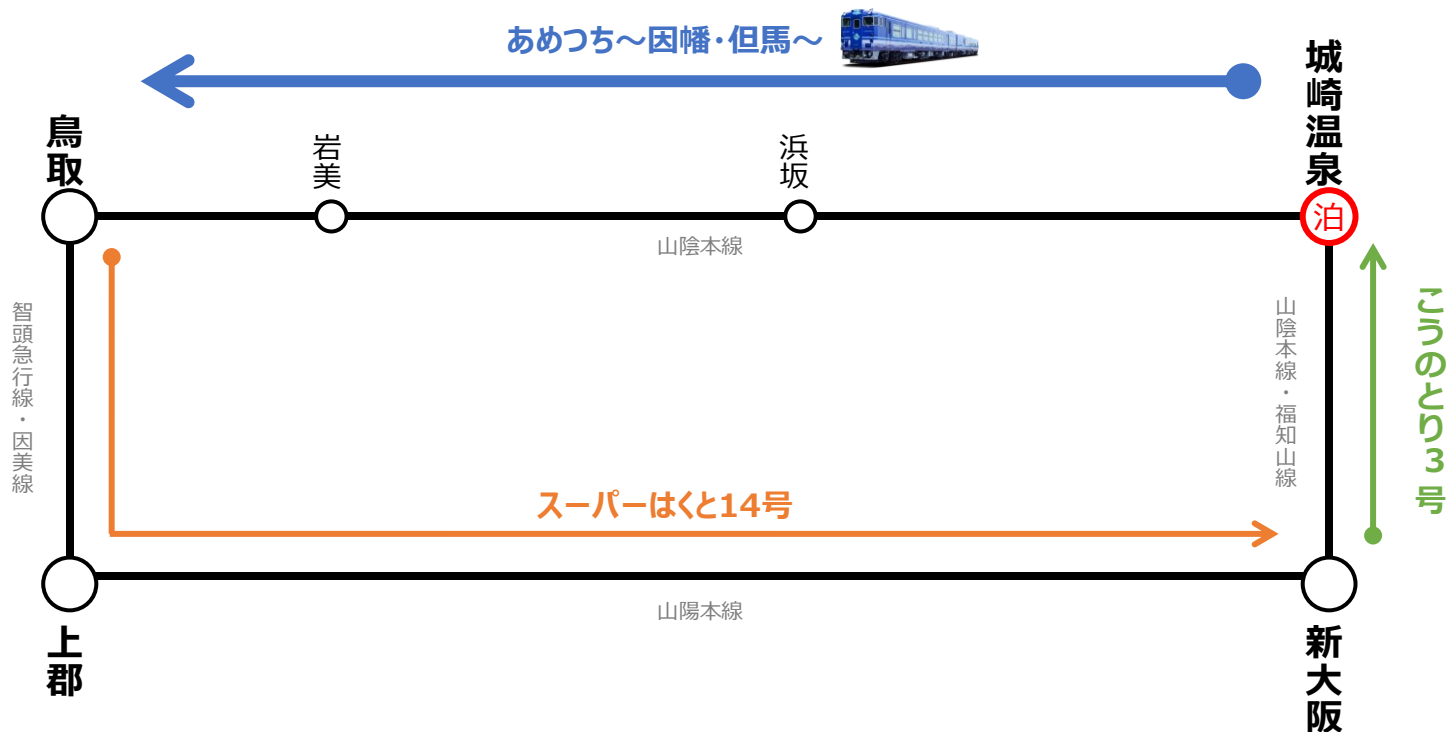 あめつち～因幡・但馬～
城崎温泉
鳥取
岩美
浜坂
泊
山陰本線
智頭急行線・因美線
山陰本線・福知山線
こうのとり3号
スーパーはくと14号
山陽本線
上郡
新大阪